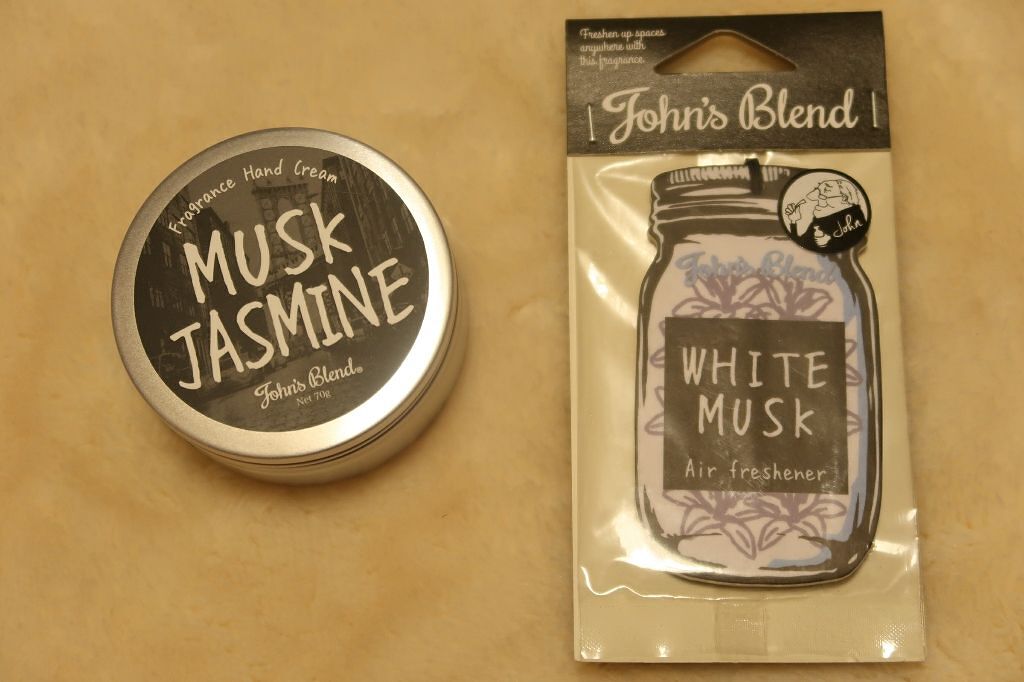 Fragrance Hand Cream
MUSK
JASMINE
John's Blend®
Net 70g
Freshen up spaces
anywhere with
this fragrance.
John's Blend
John
John's Blend
WHITE
MUSK
Air freshener